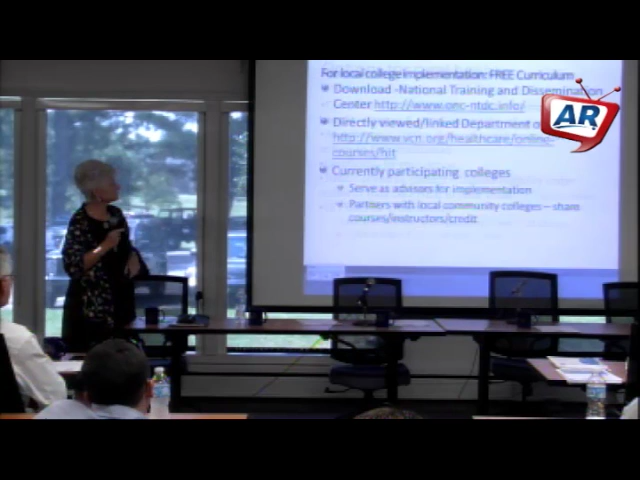 For local college implementation: FREE Curriculum
Download -National Training and Dissemination
Center http://www.onc-ntdc.info/
Directly viewed/linked Department o
http://www.vcn.org/healthcare/online-
courses/hit
Currently participating colleges
Serve as advisors for implementation
Partners with local community colleges – share
courses/instructors/credit
AR